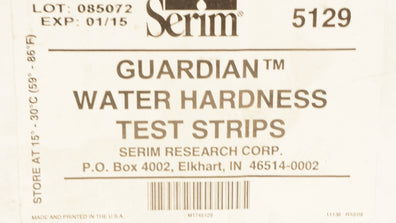 LOT: 085072
EXP: 01/15
Serim®
5129
STORE AT 15° - 30°C (59° - 86°F)
GUARDIAN™
WATER HARDNESS
TEST STRIPS
SERIM RESEARCH CORP.
P.O. Box 4002, Elkhart, IN 46514-0002
MADE AND PRINTED IN THE U.S.A.